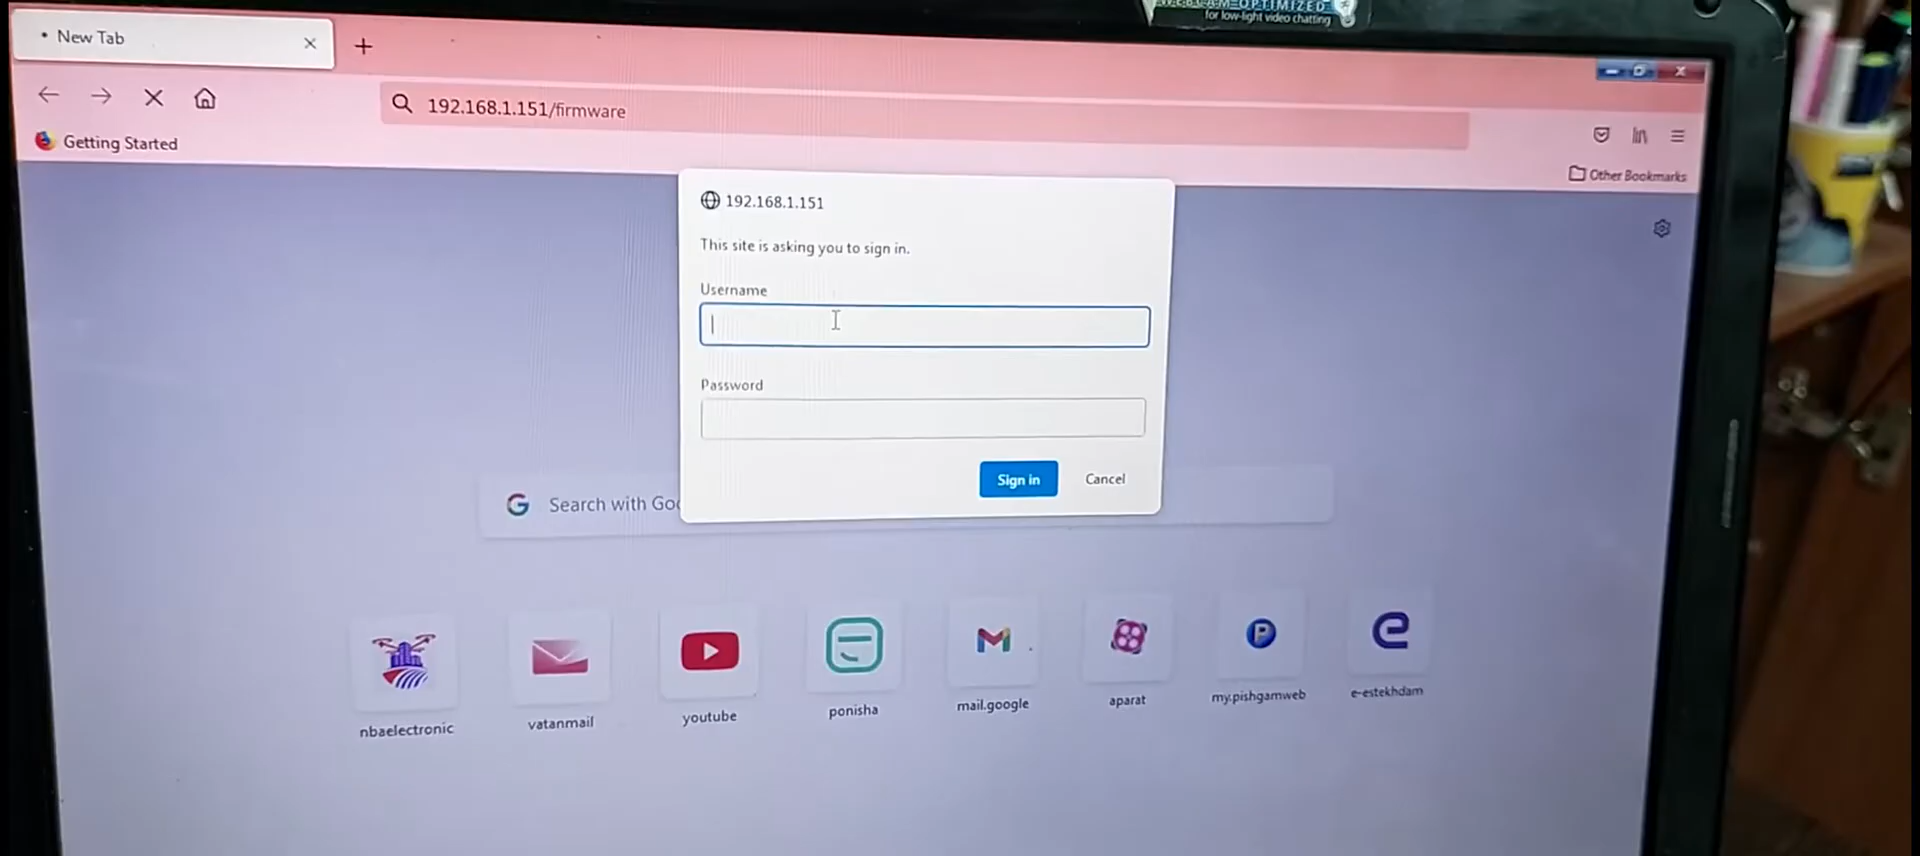 OPTIMIZED
for low-light video chatting
New Tab
192.168.1.151/firmware
Getting Started
Other Bookmarks
192.168.1.151
This site is asking you to sign in.
Username
Password
Sign in
Cancel
Search with
nbaelectronic
vatanmail
youtube
ponisha
mail.google
aparat
my.pishgamweb
e-estekhdam